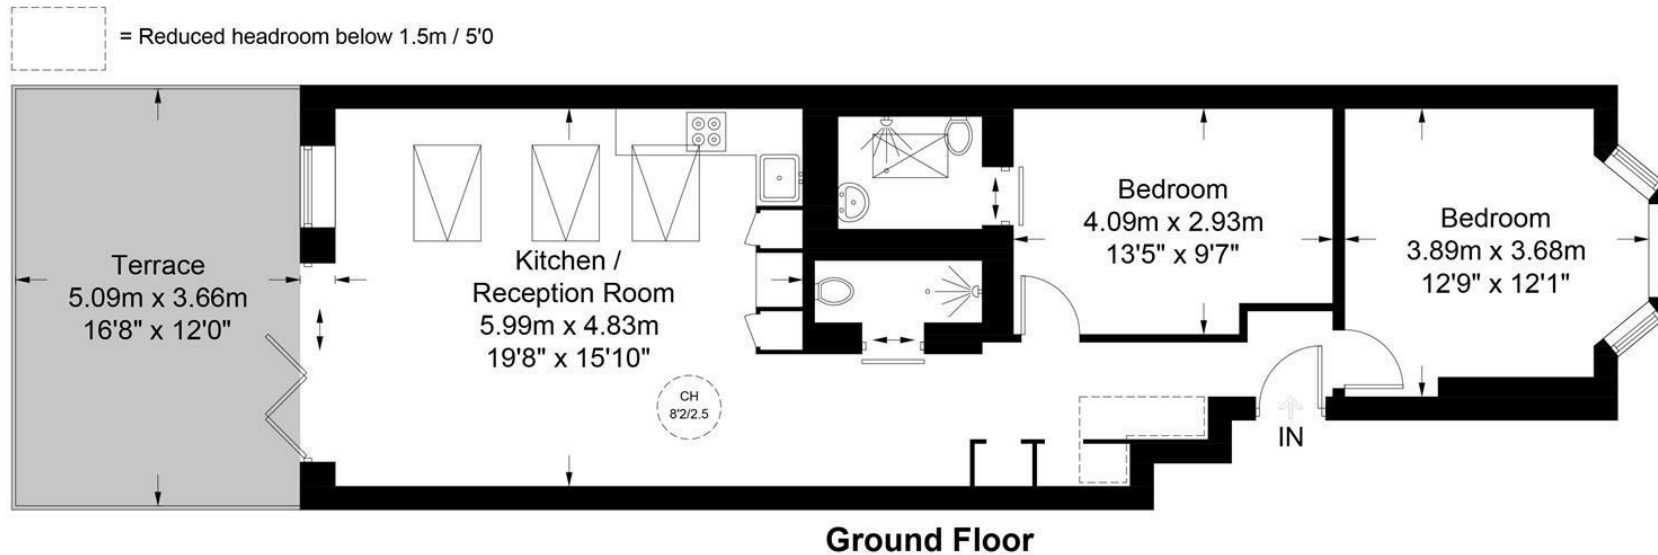 = Reduced headroom below 1.5m / 5'0
Terrace
5.09m x 3.66m
16'8" x 12'0"
Kitchen /
Reception Room
5.99m x 4.83m
19'8" x 15'10"
CH
8'2/2.5
Bedroom
4.09m x 2.93m
13'5" x 9'7"
Bedroom
3.89m x 3.68m
12'9" x 12'1"
IN
Ground Floor